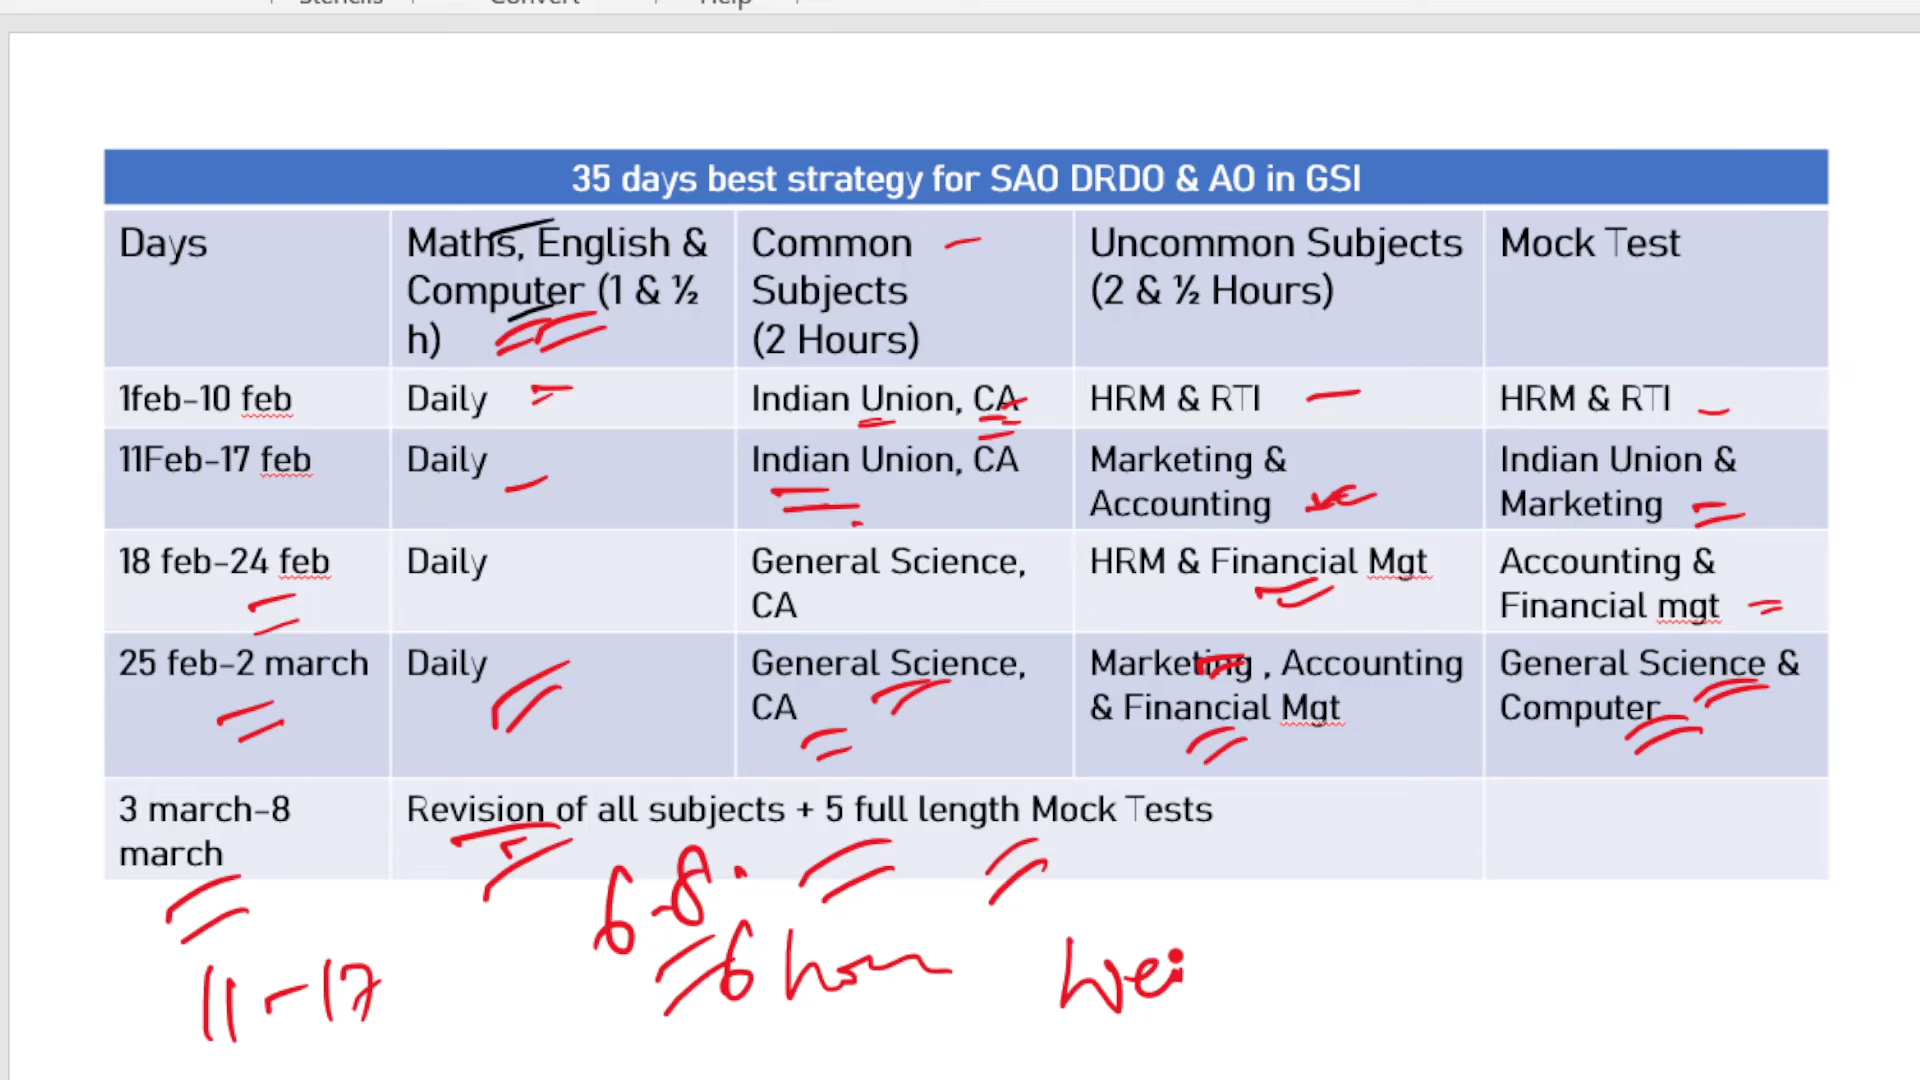 Stencils Convert Help
35 days best strategy for SAO DRDO & AO in GSI
Days
Maths, English &
Computer (1 & ½
h)
Common
Subjects
(2 Hours)
Uncommon Subjects
(2 & ½ Hours)
Mock Test
1feb-10 feb
Daily
Indian Union, CA
HRM & RTI
HRM & RTI
11Feb-17 feb
Daily
Indian Union, CA
Marketing &
Accounting
Indian Union &
Marketing
18 feb-24 feb
Daily
General Science,
CA
HRM & Financial Mgt
Accounting &
Financial mgt
25 feb-2 march
Daily
General Science,
CA
Marketing , Accounting
& Financial Mgt
General Science &
Computer
3 march-8
march
Revision of all subjects + 5 full length Mock Tests
6-8
6 hour
11-17
Wei